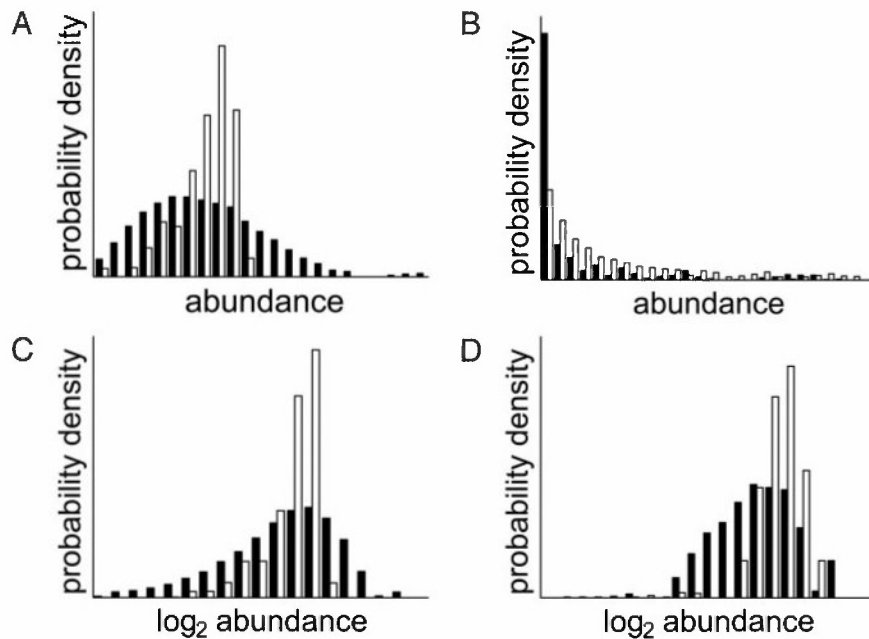 A
probability density
abundance
B
probability density
abundance
C
probability density
log₂ abundance
D
probability density
log₂ abundance